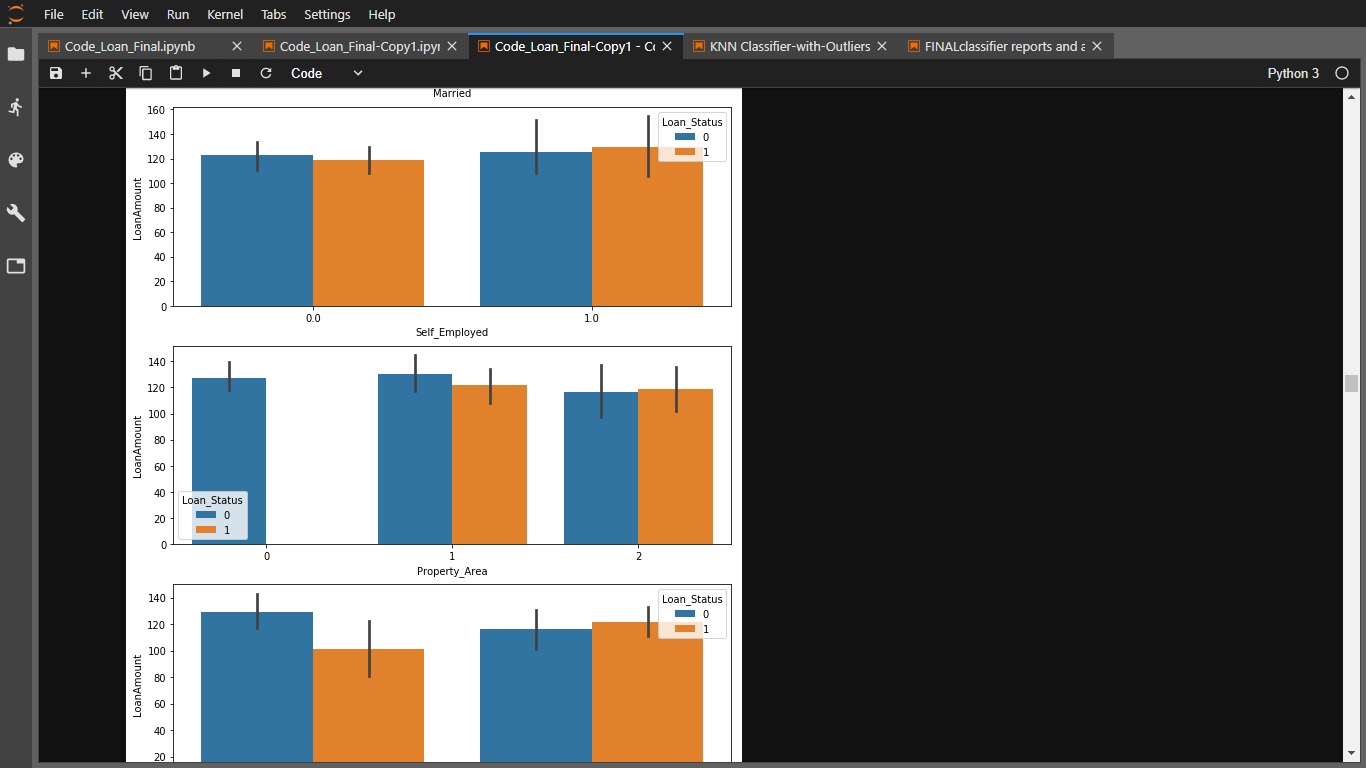 File Edit View Run Kernel Tabs Settings Help
Code_Loan_Final.ipynb Code_Loan_Final-Copy1.ipyı Code_Loan_Final-Copy1 - Co KNN Classifier-with-Outliers FINALclassifier reports and a
Code Python 3
Married
160
140
120
100
80
60
40
20
0
LoanAmount
Loan_Status
0
1
0.0 1.0
Self_Employed
140
120
100
80
60
40
20
0
LoanAmount
Loan_Status
0
1
0 1 2
Property_Area
140
120
100
80
60
40
20
LoanAmount
Loan_Status
0
1